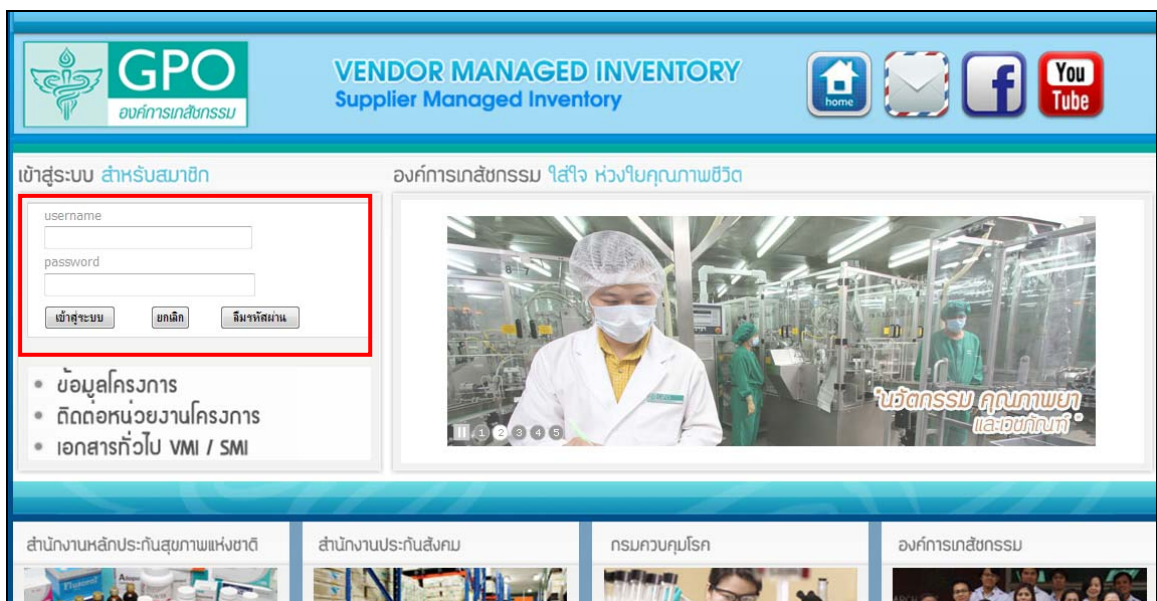 GPO
องค์การเภสัชกรรม
VENDOR MANAGED INVENTORY
Supplier Managed Inventory
home
You
Tube
เข้าสู่ระบบ สำหรับสมาชิก
องค์การเภสัชกรรม ใส่ใจ ห่วงใยคุณภาพชีวิต
username
password
เข้าสู่ระบบ
ยกเลิก
ลืมรหัสผ่าน
ข้อมูลโครงการ
ติดต่อหน่วยงานโครงการ
เอกสารทั่วไป VMI / SMI
"นวัตกรรม คุณภาพยา
และเวชภัณฑ์"
1 2 3 4 5
สำนักงานหลักประกันสุขภาพแห่งชาติ
สำนักงานประกันสังคม
กรมควบคุมโรค
องค์การเภสัชกรรม